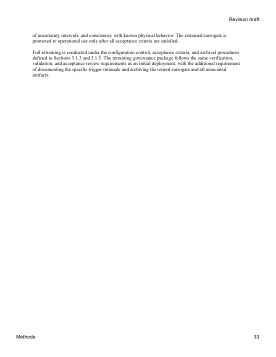 Revision draft
of uncertainty intervals, and consistency with known physical behavior. The retrained surrogate is
promoted to operational use only after all acceptance criteria are satisfied.
Full retraining is conducted under the configuration control, acceptance criteria, and archival procedures
defined in Sections 3.1.3 and 3.1.5. The retraining governance package follows the same verification,
validation, and acceptance review requirements as an initial deployment, with the additional requirement
of documenting the specific trigger rationale and archiving the retired surrogate and all associated
artifacts.
Methods
33